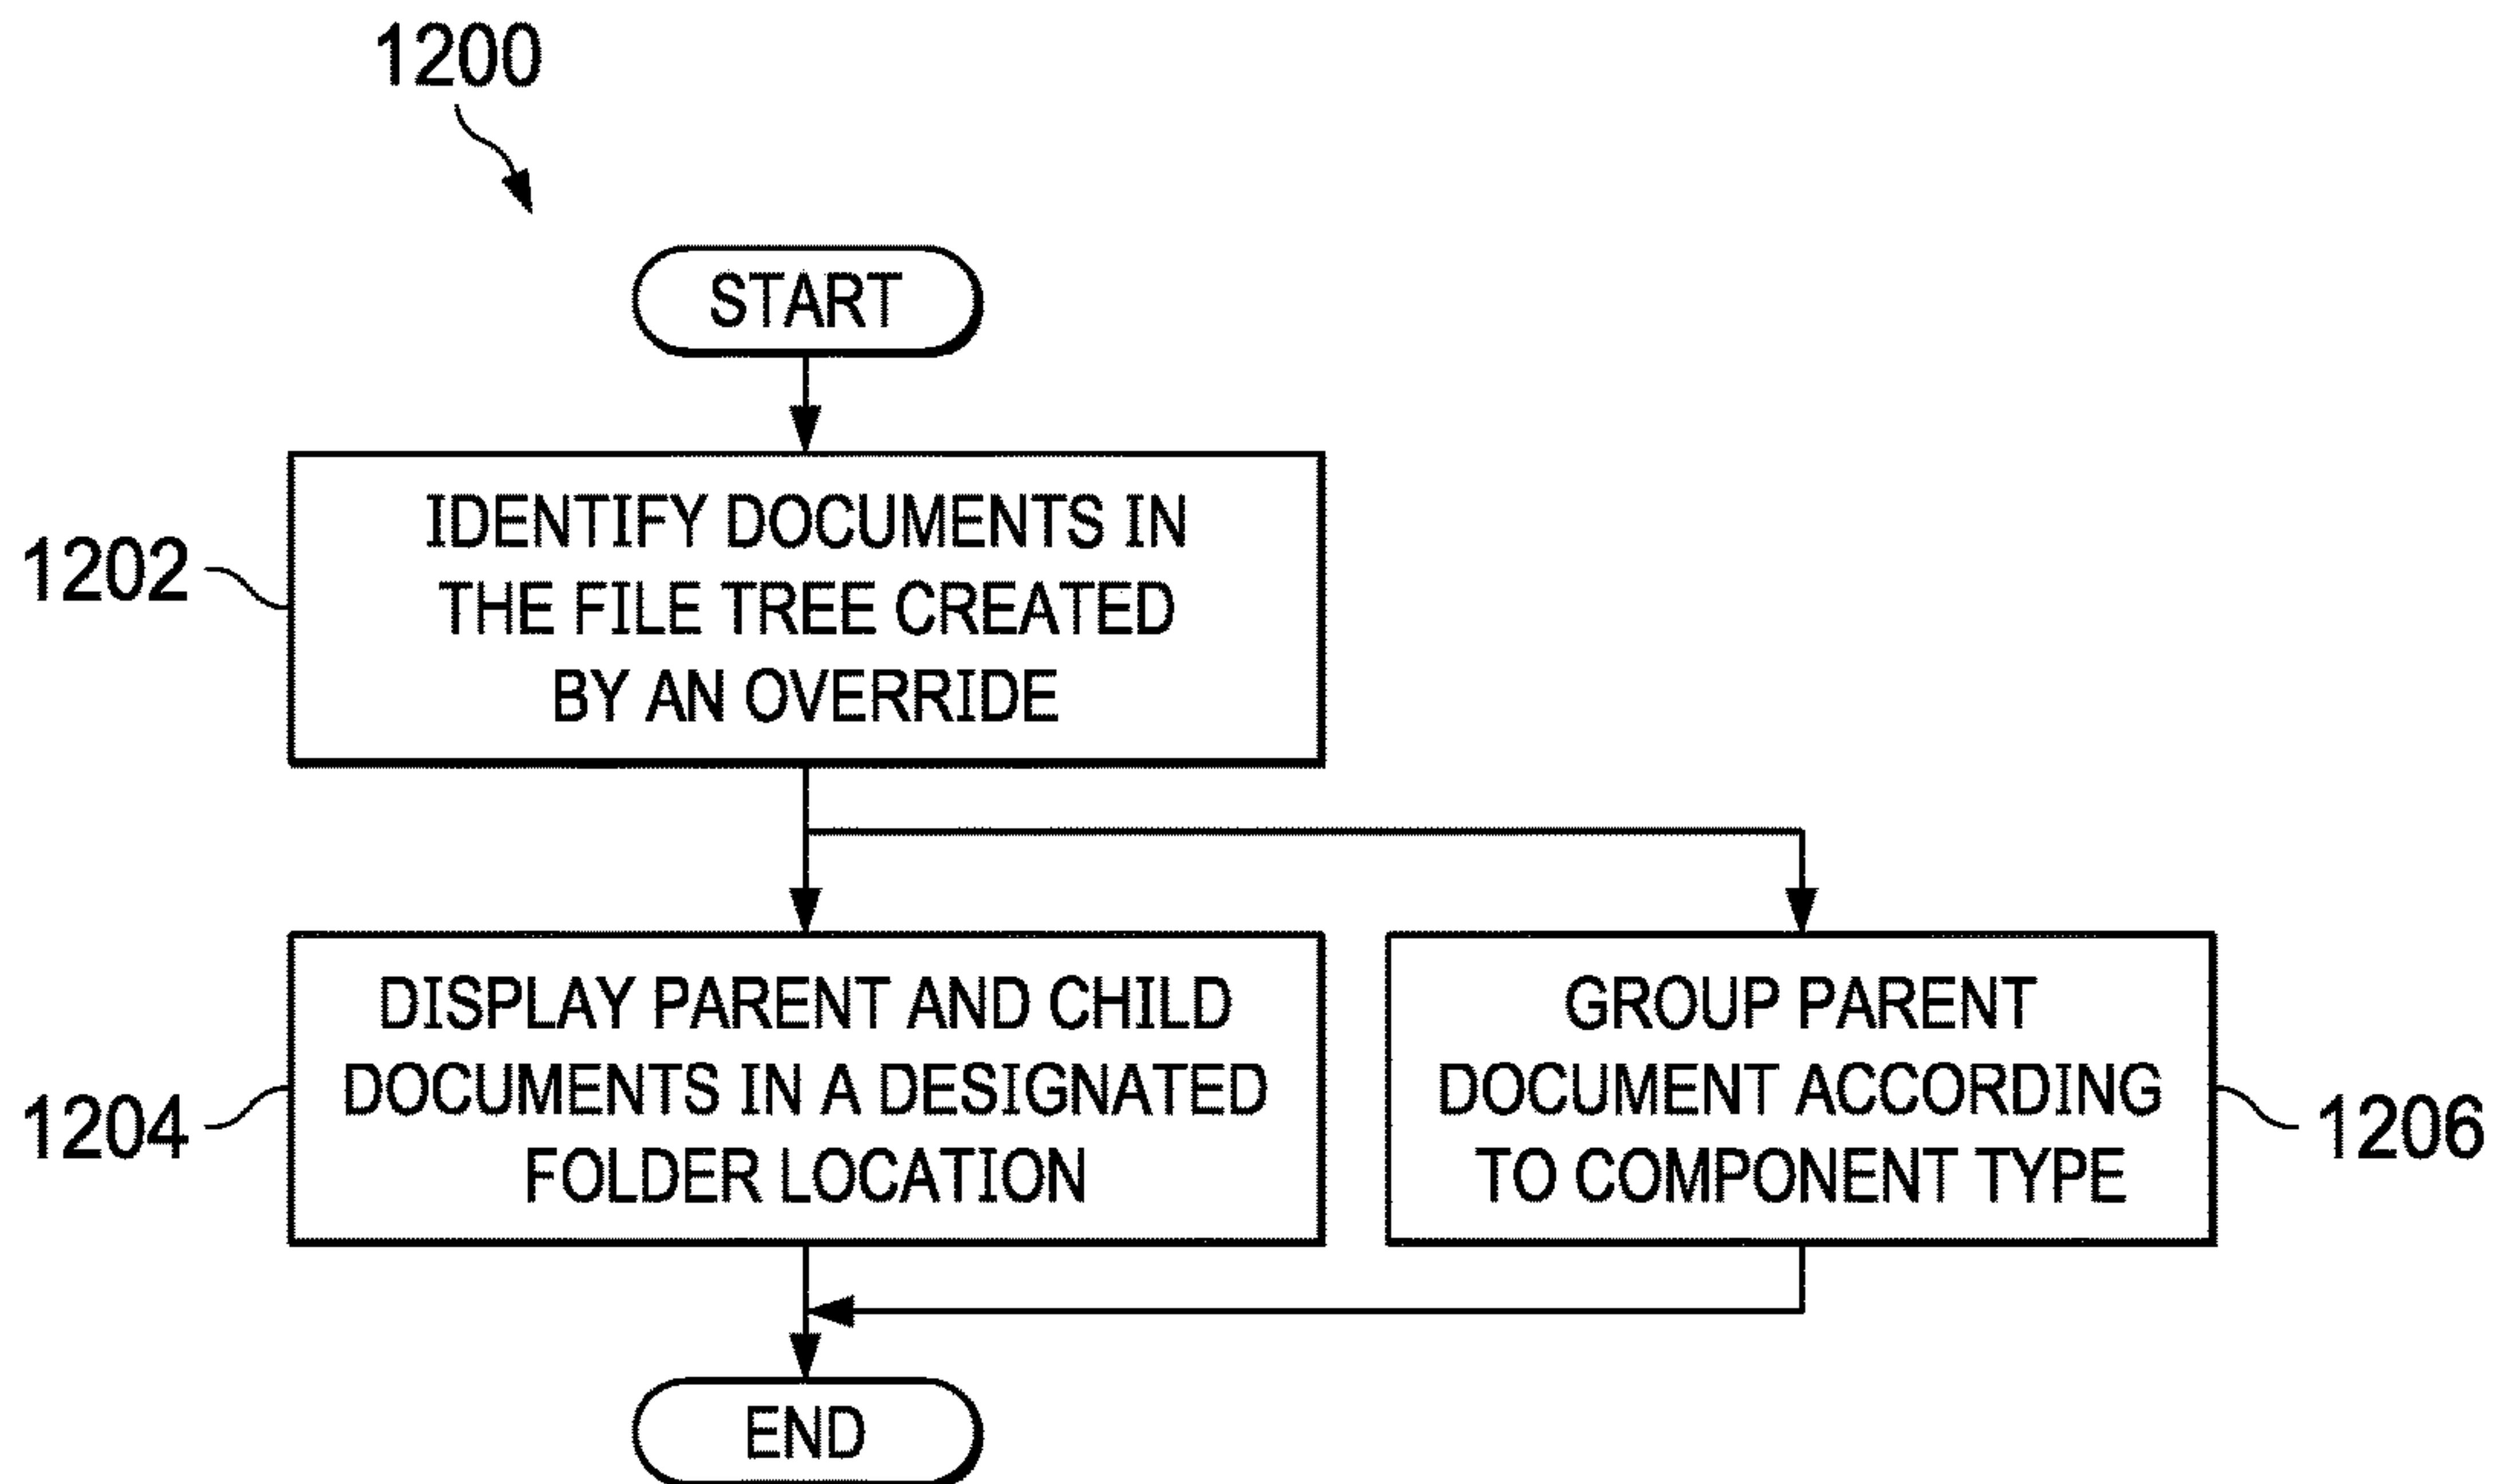 1200
START
1202
IDENTIFY DOCUMENTS IN
THE FILE TREE CREATED
BY AN OVERRIDE
1204
DISPLAY PARENT AND CHILD
DOCUMENTS IN A DESIGNATED
FOLDER LOCATION
GROUP PARENT
DOCUMENT ACCORDING
TO COMPONENT TYPE
1206
END